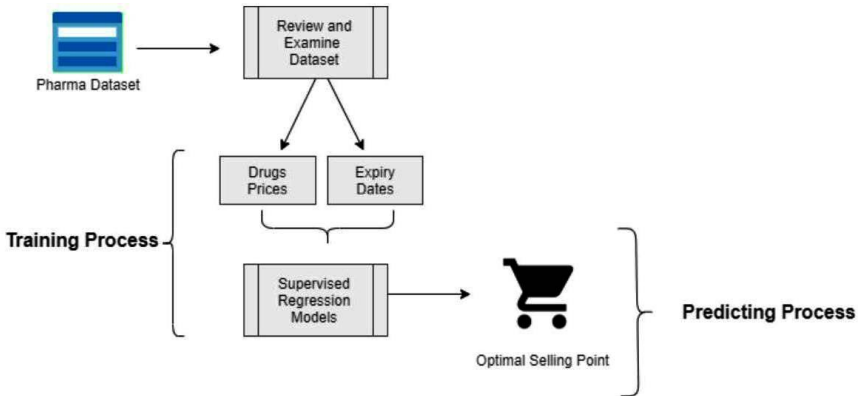 Review and
Examine
Dataset
Pharma Dataset
Drugs
Prices
Expiry
Dates
Training Process
Supervised
Regression
Models
Optimal Selling Point
Predicting Process